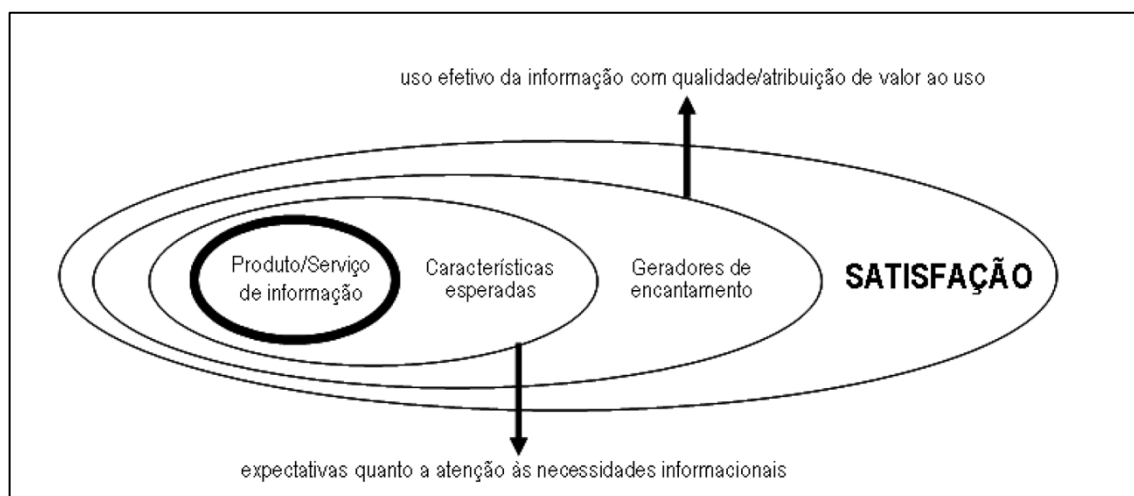 uso efetivo da informação com qualidade/atribuição de valor ao uso
Produto/Serviço
de informação
Características
esperadas
Geradores de
encantamento
SATISFAÇÃO
expectativas quanto a atenção às necessidades informacionais